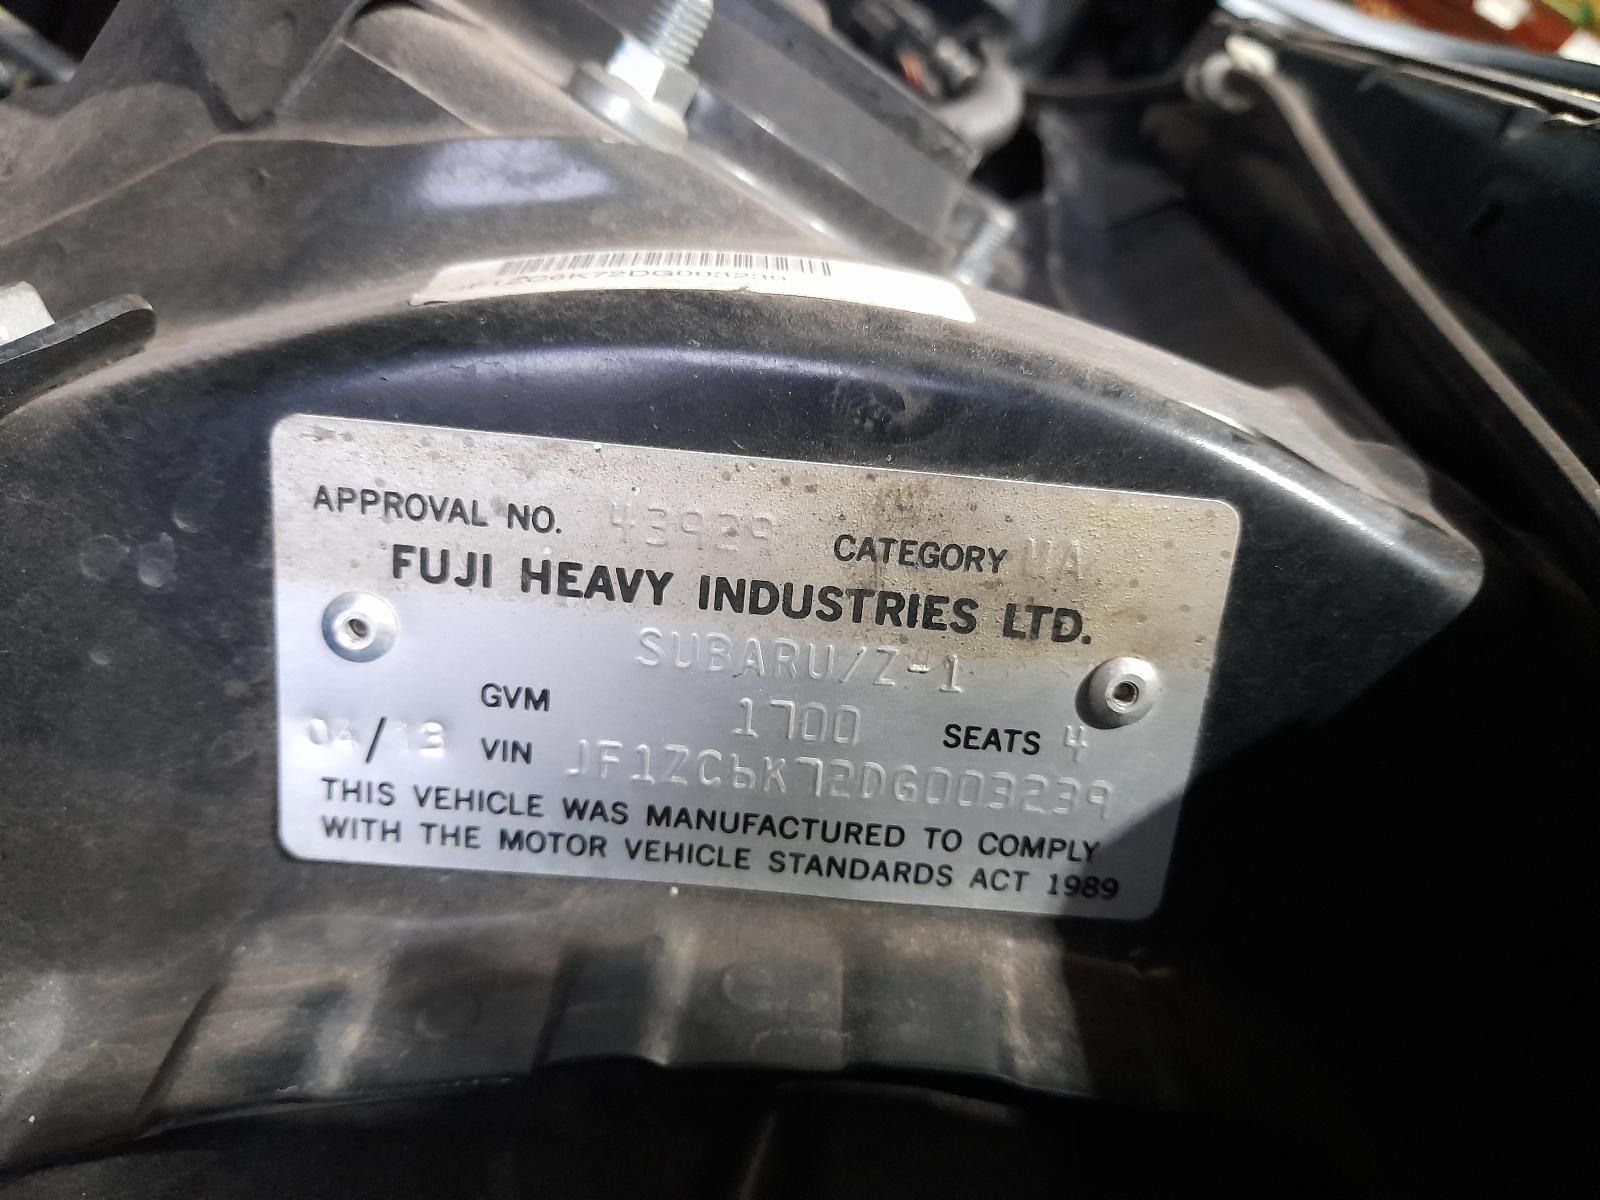 JF1ZC6K72DG003239
APPROVAL NO. 43929 CATEGORY MA
FUJI HEAVY INDUSTRIES LTD.
SUBARU/Z-1
GVM 1700 SEATS 4
04/13 VIN JF1ZC6K72DG003239
THIS VEHICLE WAS MANUFACTURED TO COMPLY
WITH THE MOTOR VEHICLE STANDARDS ACT 1989